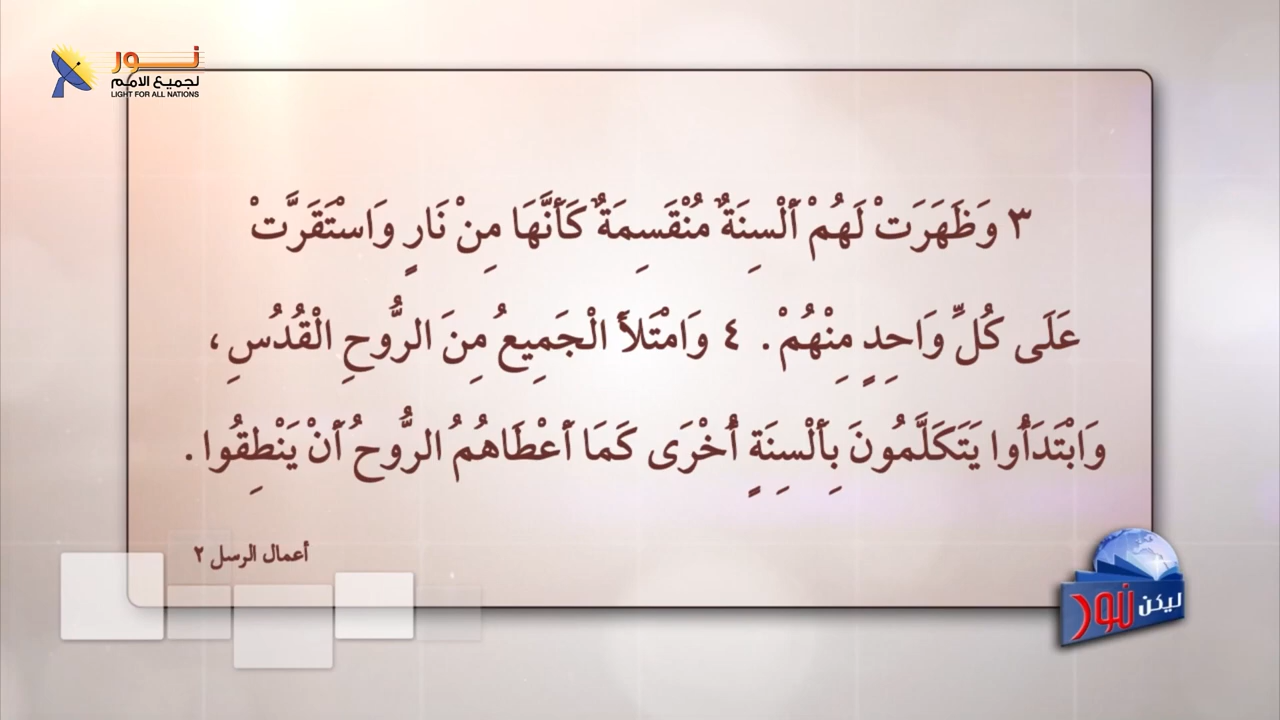 نور
لجميع الامم
LIGHT FOR ALL NATIONS
٣ وَظَهَرَتْ لَهُمْ أَلْسِنَةٌ مُنْقَسِمَةٌ كَأَنَّهَا مِنْ نَارٍ وَاسْتَقَرَّتْ
عَلَى كُلِّ وَاحِدٍ مِنْهُمْ . ٤ وَامْتَلأَ الْجَمِيعُ مِنَ الرُّوحِ الْقُدُسِ ،
وَابْتَدَأُوا يَتَكَلَّمُونَ بِأَلْسِنَةٍ أُخْرَى كَمَا أَعْطَاهُمُ الرُّوحُ أَنْ يَنْطِقُوا .
أعمال الرسل ٢
ليكن نور